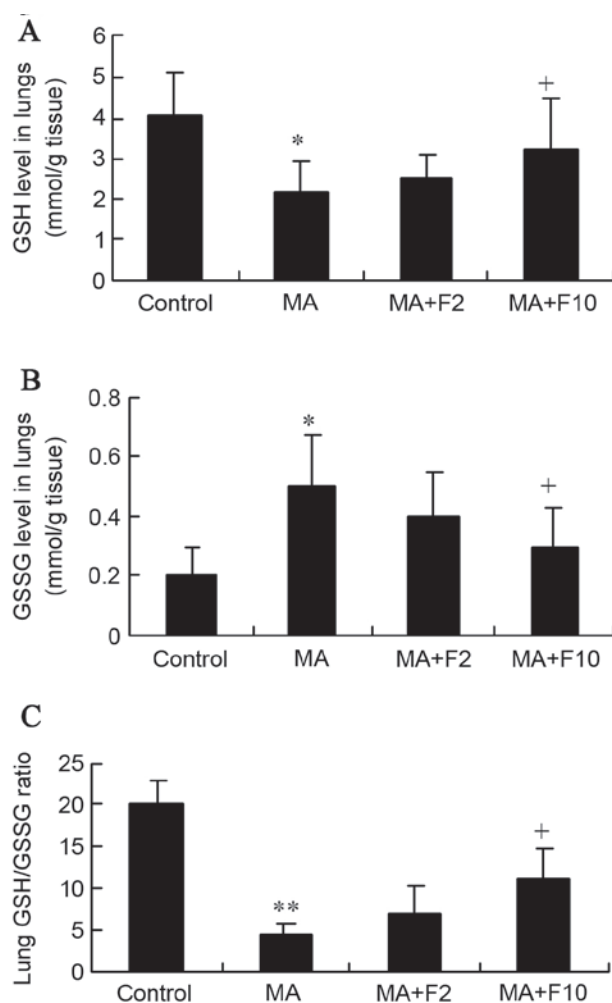 A
GSH level in lungs
(mmol/g tissue)
6
5
4
3
2
1
0
*
+
Control MA MA+F2 MA+F10
B
GSSG level in lungs
(mmol/g tissue)
0.8
0.6
0.4
0.2
0
*
+
Control MA MA+F2 MA+F10
C
Lung GSH/GSSG ratio
25
20
15
10
5
0
**
+
Control MA MA+F2 MA+F10